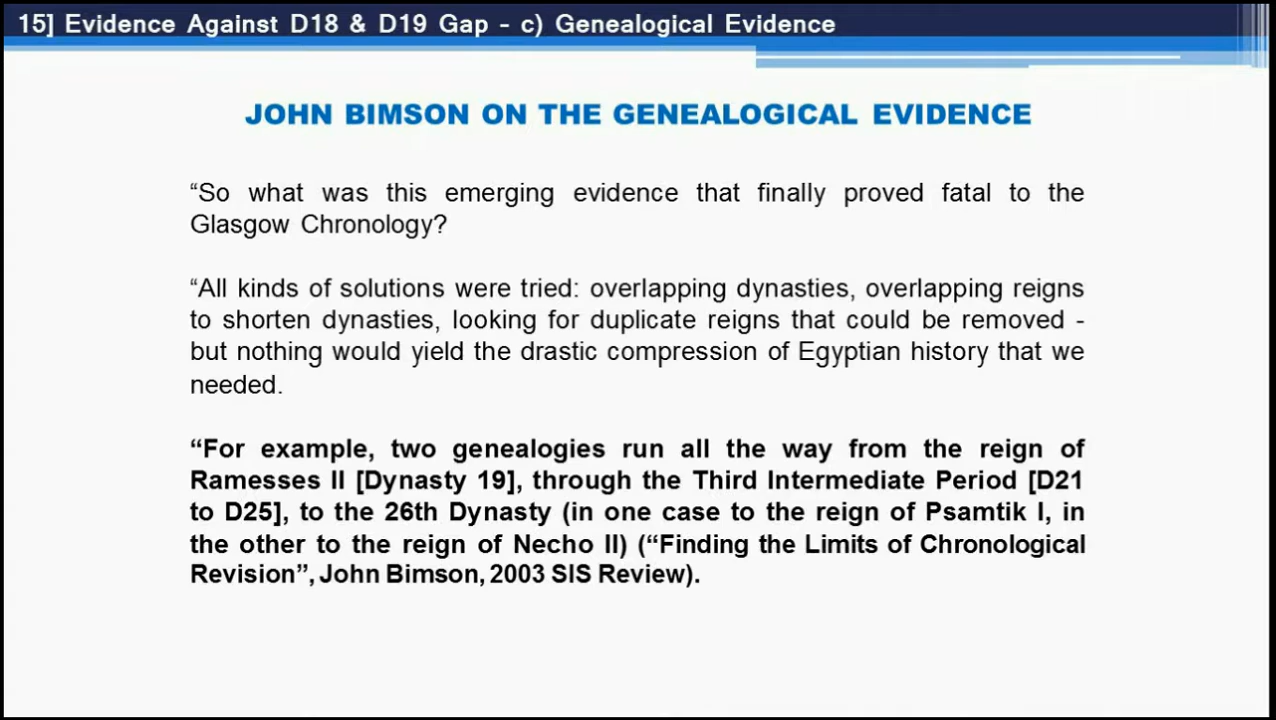 15] Evidence Against D18 & D19 Gap - c) Genealogical Evidence
JOHN BIMSON ON THE GENEALOGICAL EVIDENCE
“So what was this emerging evidence that finally proved fatal to the
Glasgow Chronology?
“All kinds of solutions were tried: overlapping dynasties, overlapping reigns
to shorten dynasties, looking for duplicate reigns that could be removed -
but nothing would yield the drastic compression of Egyptian history that we
needed.
“For example, two genealogies run all the way from the reign of
Ramesses II [Dynasty 19], through the Third Intermediate Period [D21
to D25], to the 26th Dynasty (in one case to the reign of Psamtik I, in
the other to the reign of Necho II) (“Finding the Limits of Chronological
Revision”, John Bimson, 2003 SIS Review).